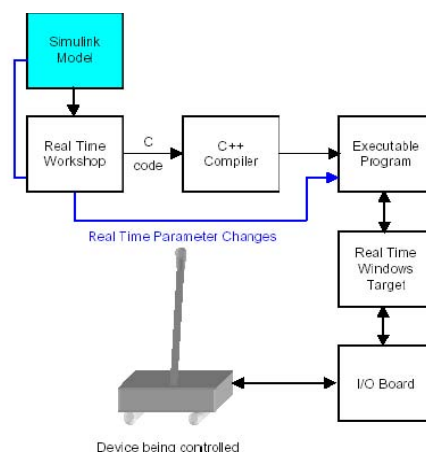 Simulink
Model
Real Time
Workshop
C
code
C++
Compiler
Executable
Program
Real Time Parameter Changes
Real Time
Windows
Target
I/O Board
Device being controlled